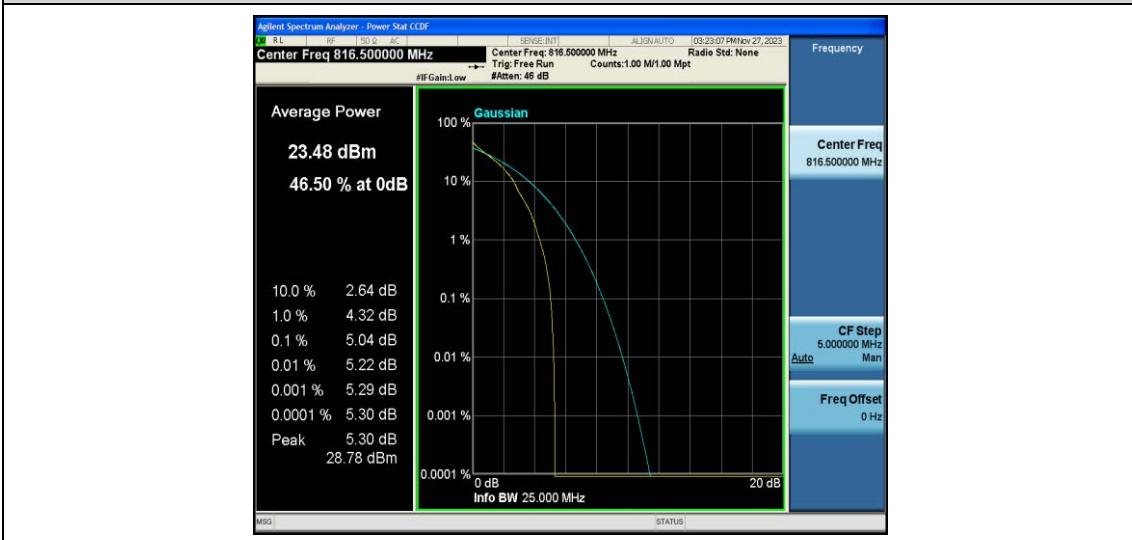 Agilent Spectrum Analyzer - Power Stat CCDF
RL RF 50 Ω AC SENSE:INT ALIGN AUTO 03:23:07 PM Nov 27, 2023
Center Freq 816.500000 MHz
Center Freq: 816.500000 MHz Radio Std: None
Trig: Free Run Counts:1.00 M/1.00 Mpt
#IFGain:Low #Atten: 46 dB
Frequency
Average Power
23.48 dBm
46.50 % at 0dB
10.0 % 2.64 dB
1.0 % 4.32 dB
0.1 % 5.04 dB
0.01 % 5.22 dB
0.001 % 5.29 dB
0.0001 % 5.30 dB
Peak 5.30 dB
28.78 dBm
Gaussian
100 %
10 %
1 %
0.1 %
0.01 %
0.001 %
0.0001 %
0 dB 20 dB
Info BW 25.000 MHz
Center Freq
816.500000 MHz
CF Step
5.000000 MHz
Auto Man
Freq Offset
0 Hz
MSG STATUS